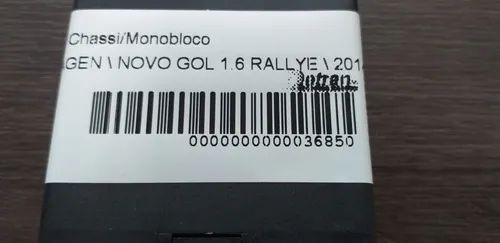 Chassi/Monobloco
GEN \ NOVO GOL 1.6 RALLYE \ 201
0000000000036850